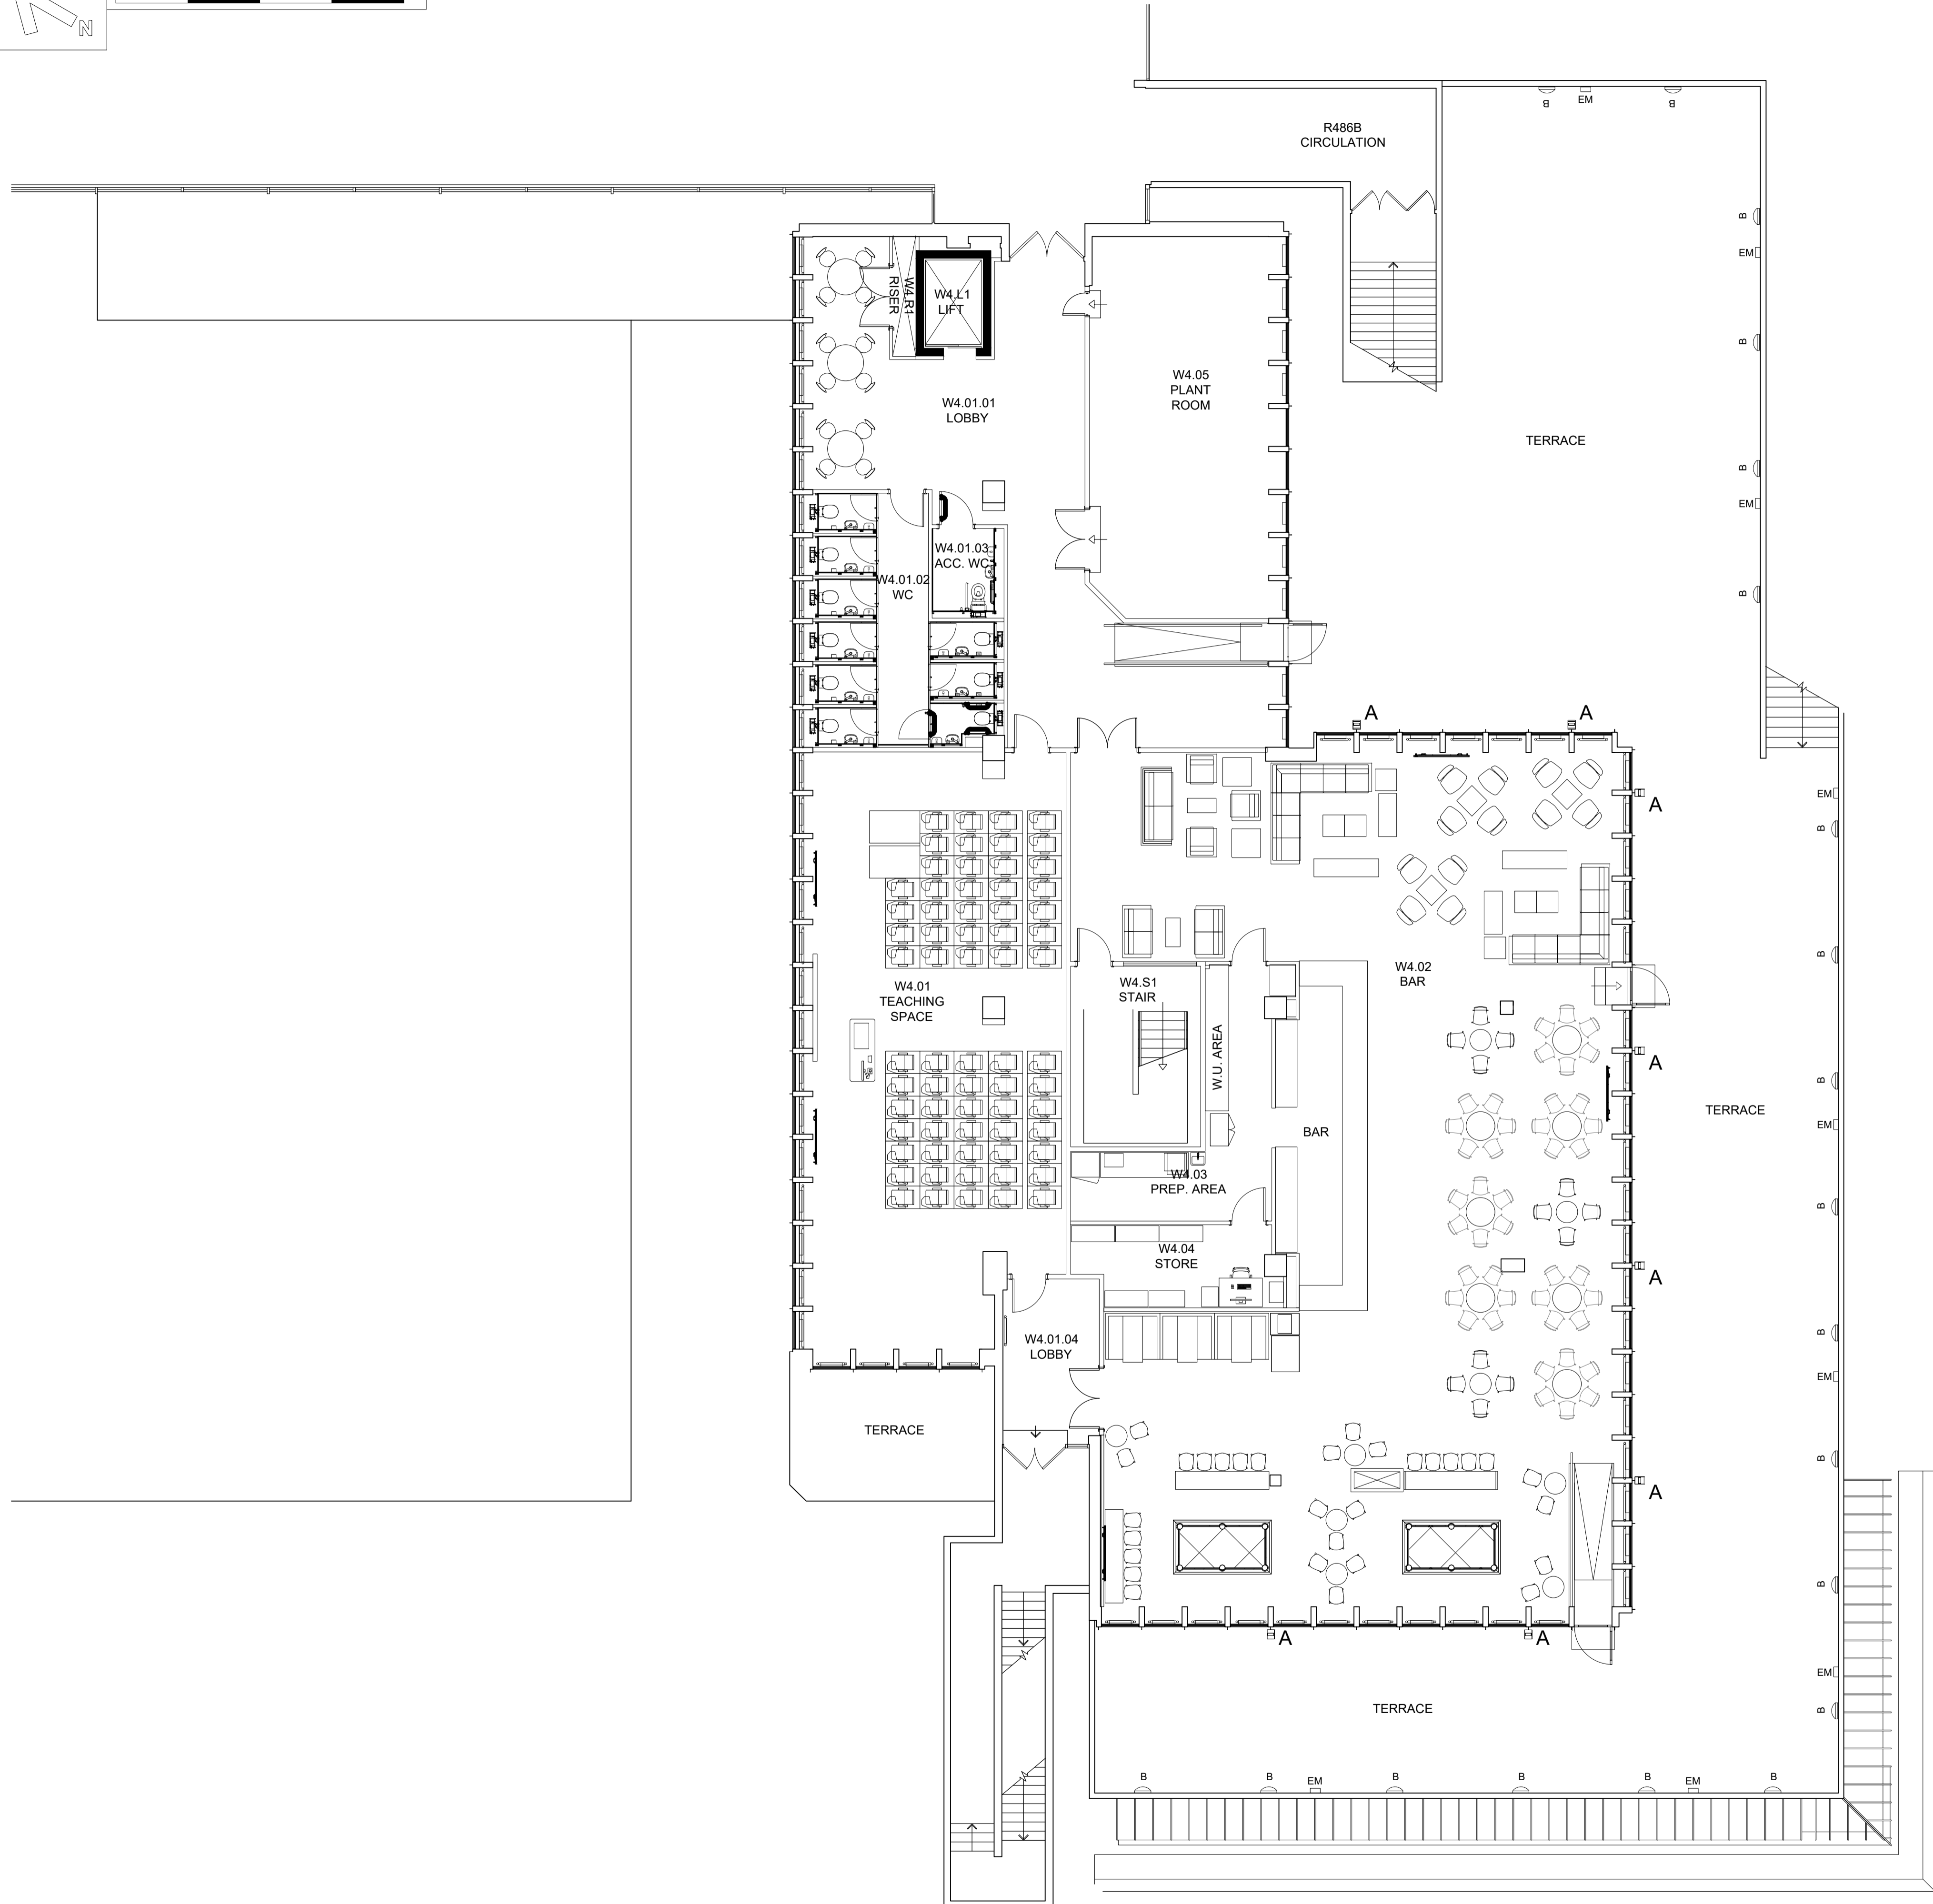 N
R486B
CIRCULATION
B
EM
B
B
EM
W4.R1
RISER
W4.L1
LIFT
B
W4.05
PLANT
ROOM
W4.01.01
LOBBY
TERRACE
B
EM
W4.01.03
ACC. WC
W4.01.02
WC
B
A
A
A
EM
B
B
W4.02
BAR
W4.S1
STAIR
W4.01
TEACHING
SPACE
W.U. AREA
A
B
TERRACE
EM
BAR
W4.03
PREP. AREA
B
W4.04
STORE
A
W4.01.04
LOBBY
B
EM
TERRACE
B
A
B
A
A
EM
TERRACE
B
B
B
EM
B
B
B
EM
B